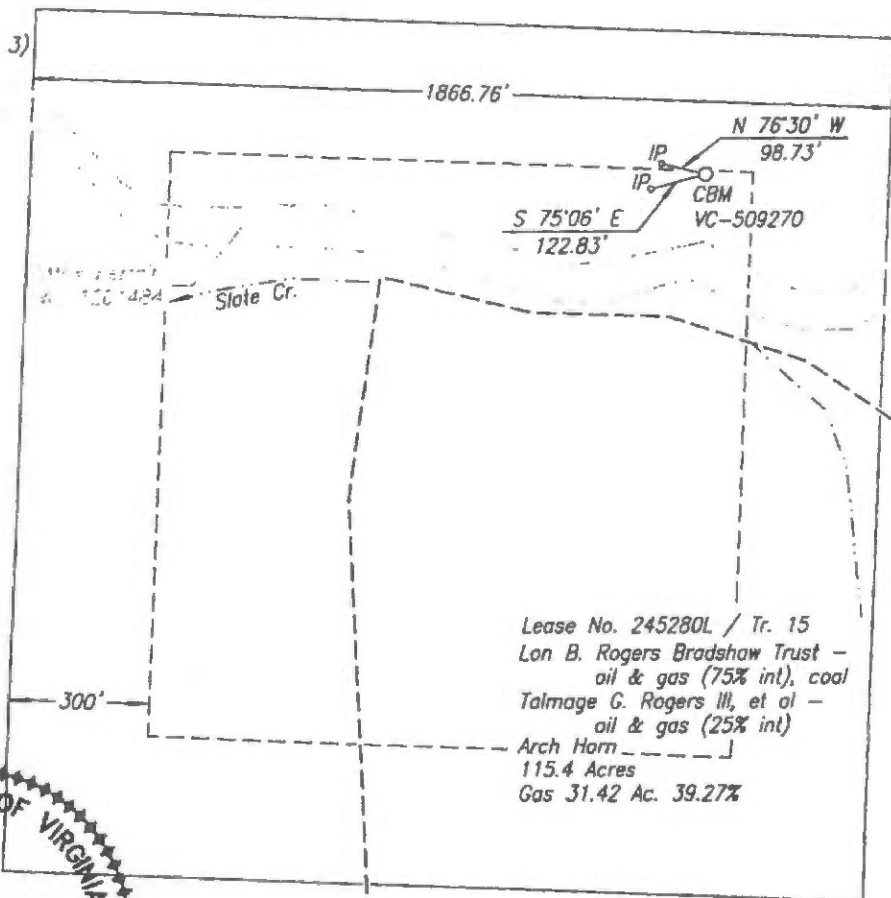 3)
1866.76'
N 76°30' W
98.73'
IP
IP
CBM
VC-509270
S 75°06' E
122.83'
Slate Cr.
Lease No. 245280L / Tr. 15
Lon B. Rogers Bradshaw Trust –
oil & gas (75% int), coal
Talmage G. Rogers III, et al –
oil & gas (25% int)
Arch Horn
115.4 Acres
Gas 31.42 Ac. 39.27%
300'
OF VIRGINIA